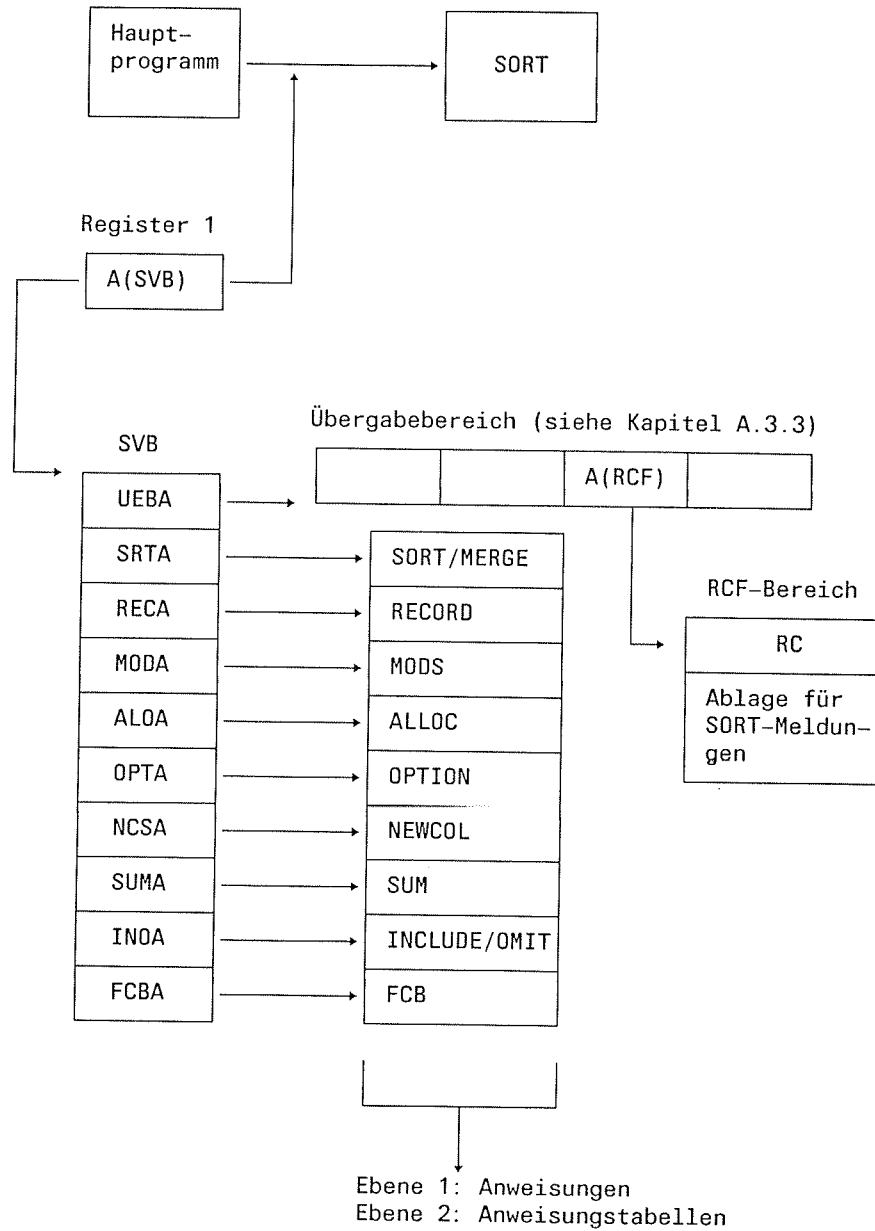 Haupt-
programm
SORT
Register 1
A(SVB)
Übergabebereich (siehe Kapitel A.3.3)
SVB
A(RCF)
UEBA
SRTA
SORT/MERGE
RCF-Bereich
RECA
RECORD
RC
MODA
MODS
Ablage für
SORT-Meldun-
gen
ALOA
ALLOC
OPTA
OPTION
NCSA
NEWCOL
SUMA
SUM
INOA
INCLUDE/OMIT
FCBA
FCB
Ebene 1: Anweisungen
Ebene 2: Anweisungstabellen